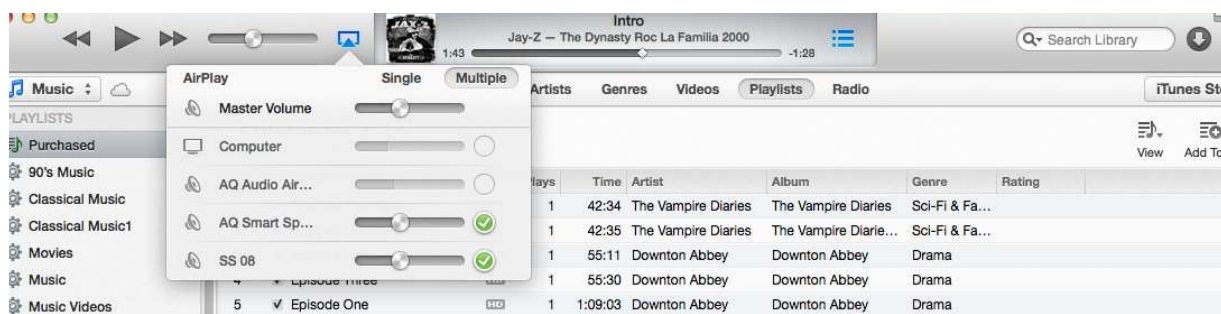 Intro
Jay-Z — The Dynasty Roc La Familia 2000
1:43
-1:28
Search Library
Music
Artists Genres Videos Playlists Radio
iTunes St
AirPlay Single Multiple
Master Volume
Computer
AQ Audio Air...
AQ Smart Sp...
SS 08
PLAYLISTS
Purchased
90's Music
Classical Music
Classical Music1
Movies
Music
Music Videos
View Add To
lays Time Artist Album Genre Rating
1 42:34 The Vampire Diaries The Vampire Diaries Sci-Fi & Fa...
1 42:35 The Vampire Diaries The Vampire Diarie... Sci-Fi & Fa...
1 55:11 Downton Abbey Downton Abbey Drama
4 Episode Three HD 1 55:30 Downton Abbey Downton Abbey Drama
5 Episode One HD 1 1:09:03 Downton Abbey Downton Abbey Drama